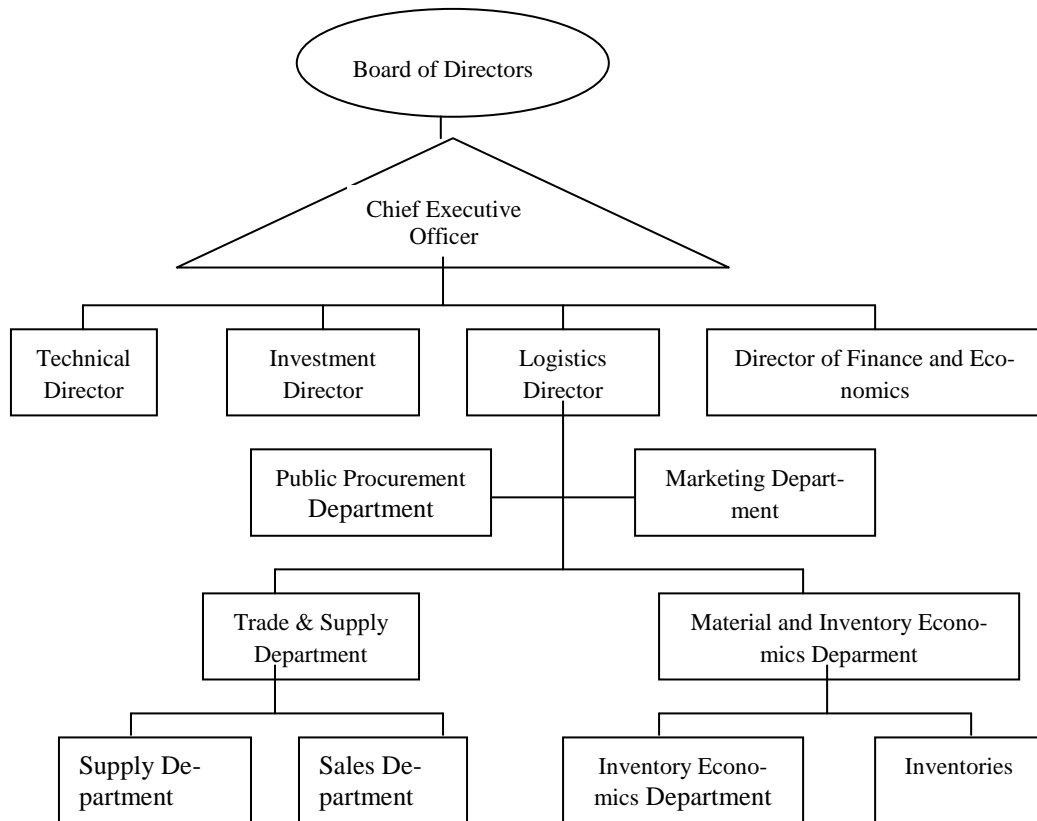 Board of Directors
Chief Executive
Officer
Technical
Director
Investment
Director
Logistics
Director
Director of Finance and Eco-
nomics
Public Procurement
Department
Marketing Depart-
ment
Trade & Supply
Department
Material and Inventory Econo-
mics Deparment
Supply De-
partment
Sales De-
partment
Inventory Econo-
mics Department
Inventories